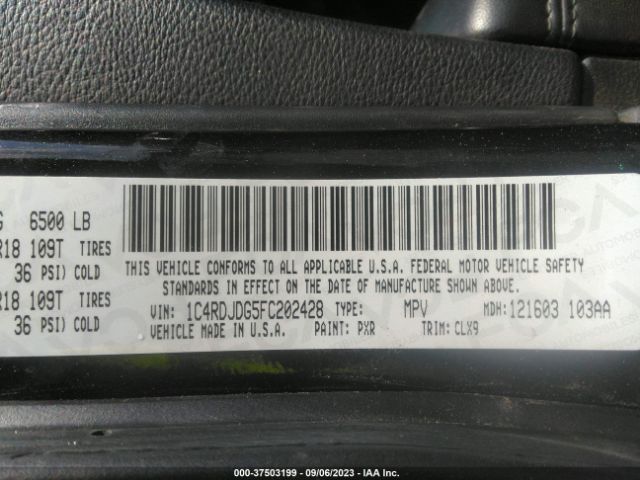 G 6500 LB
R18 109T TIRES
36 PSI) COLD
R18 109T TIRES
36 PSI) COLD
THIS VEHICLE CONFORMS TO ALL APPLICABLE U.S.A. FEDERAL MOTOR VEHICLE SAFETY
STANDARDS IN EFFECT ON THE DATE OF MANUFACTURE SHOWN ABOVE.
VIN: 1C4RDJDG5FC202428 TYPE: MPV MDH: 121603 103AA
VEHICLE MADE IN U.S.A. PAINT: PXR TRIM: CLX9
000-37503199 - 09/06/2023 - IAA Inc.